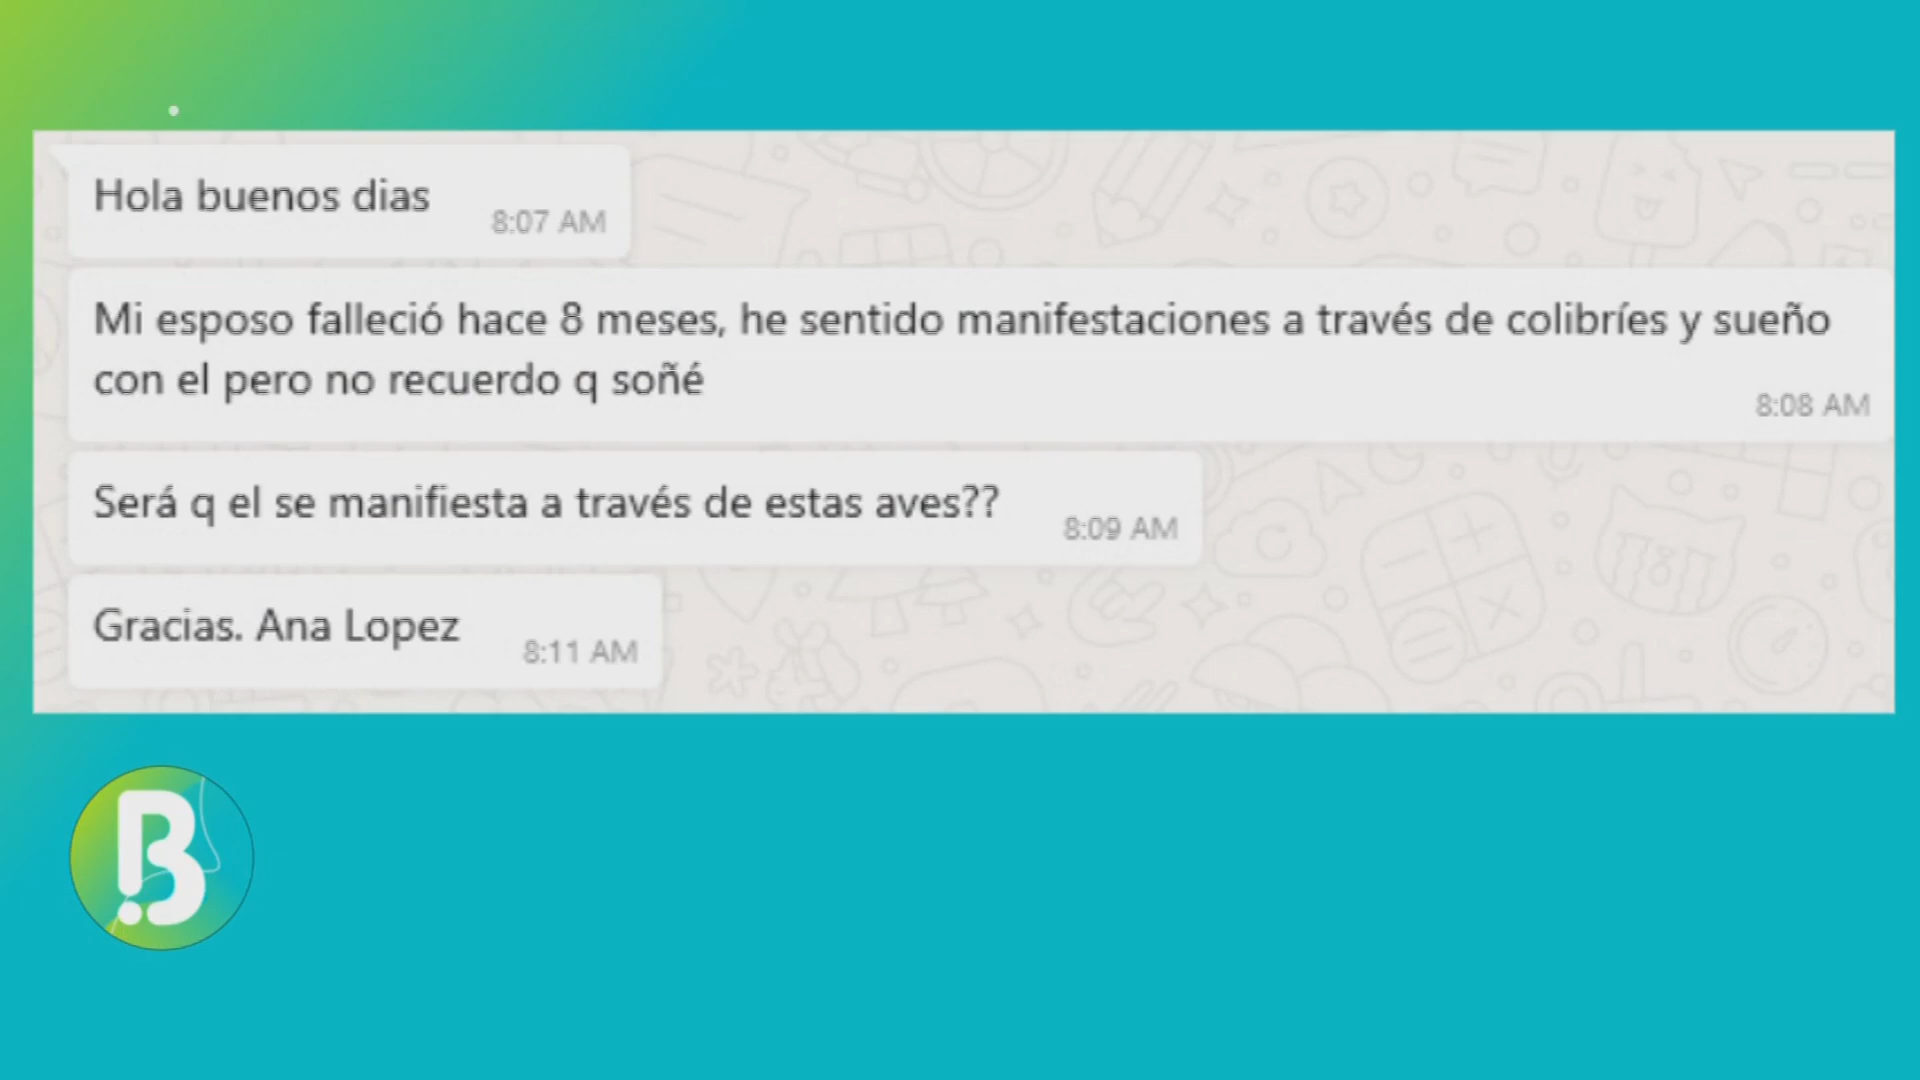 Hola buenos dias
8:07 AM
Mi esposo falleció hace 8 meses, he sentido manifestaciones a través de colibríes y sueño
con el pero no recuerdo q soñé
8:08 AM
Será q el se manifiesta a través de estas aves??
8:09 AM
Gracias. Ana Lopez
8:11 AM
B